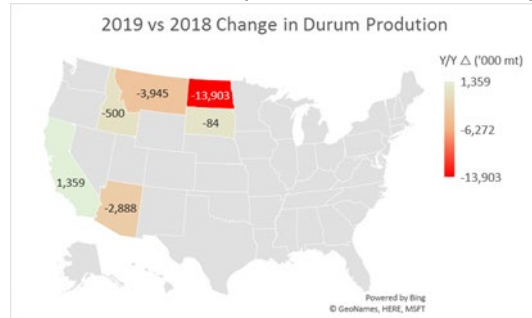 2019 vs 2018 Change in Durum Prodution
Y/Y △ ('000 mt)
1,359
-6,272
-13,903
-3,945
-13,903
-500
-84
1,359
-2,888
Powered by Bing
© GeoNames, HERE, MSFT